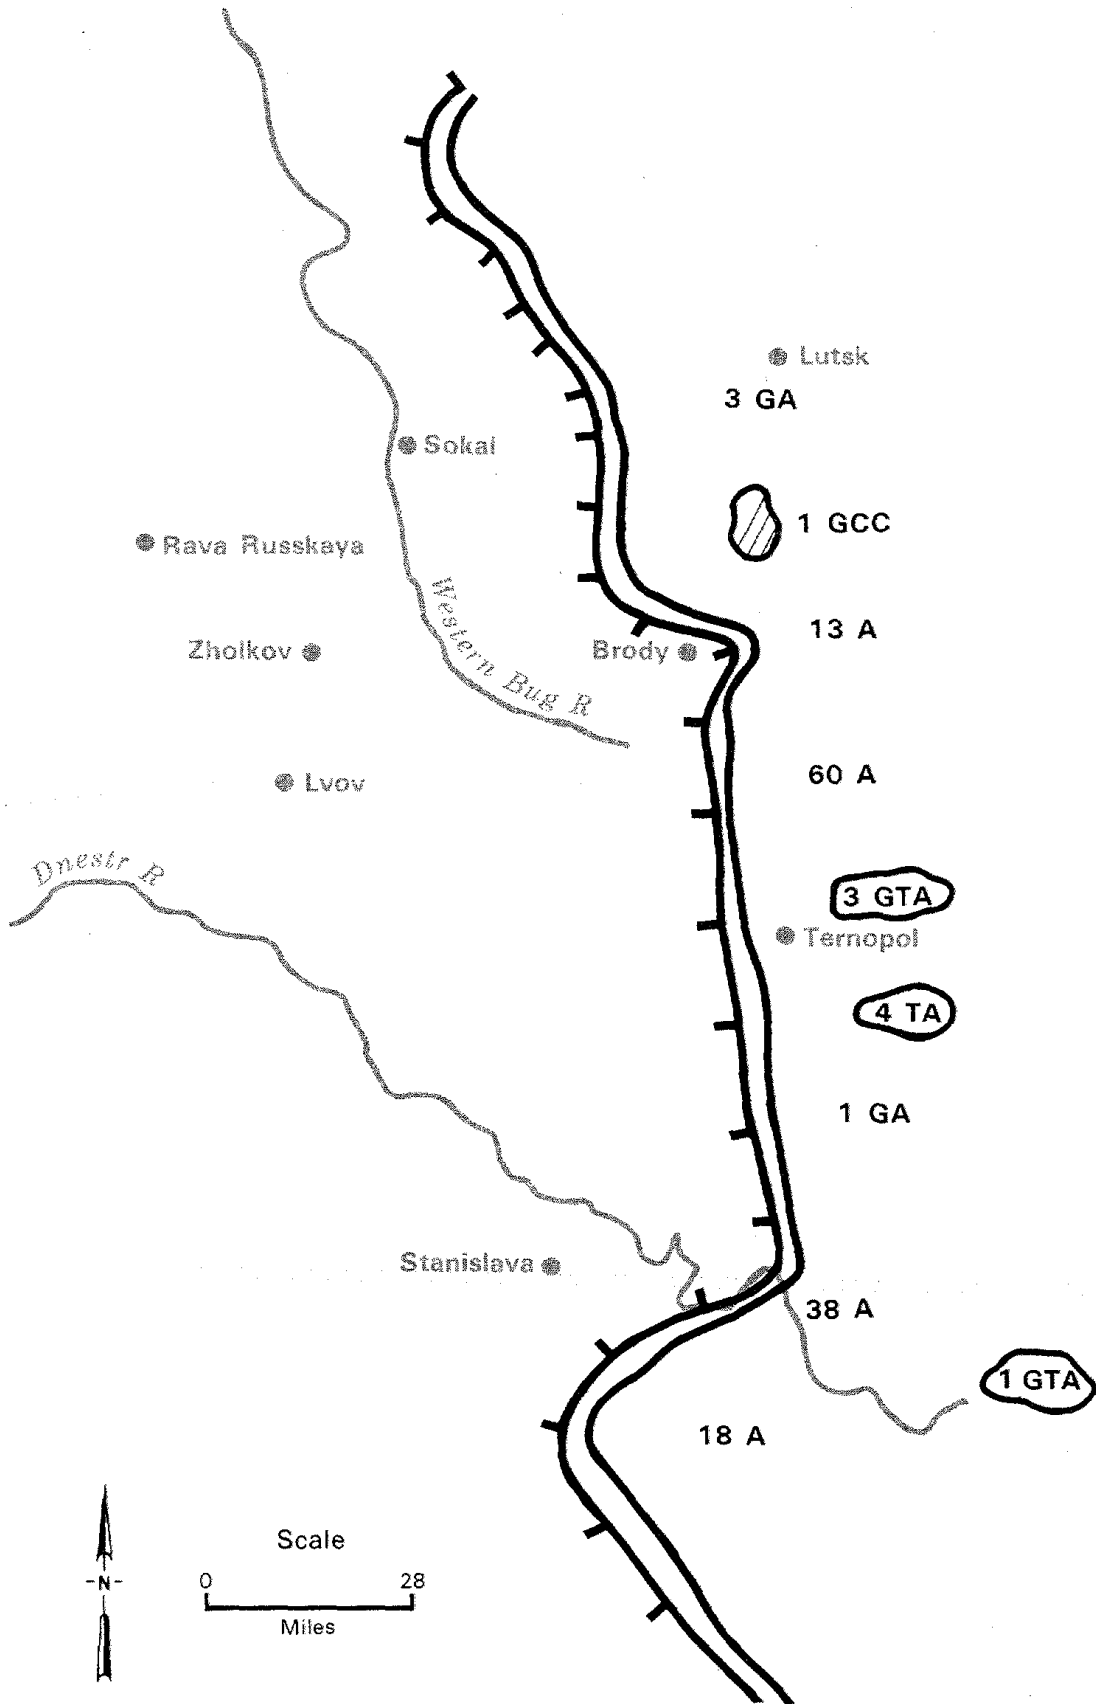 Lutsk
3 GA
Sokal
1 GCC
Rava Russkaya
Western Bug R
13 A
Zholkov
Brody
60 A
Lvov
Dnestr R
3 GTA
Ternopol
4 TA
1 GA
Stanislava
38 A
1 GTA
18 A
Scale
-N-
0 28
Miles